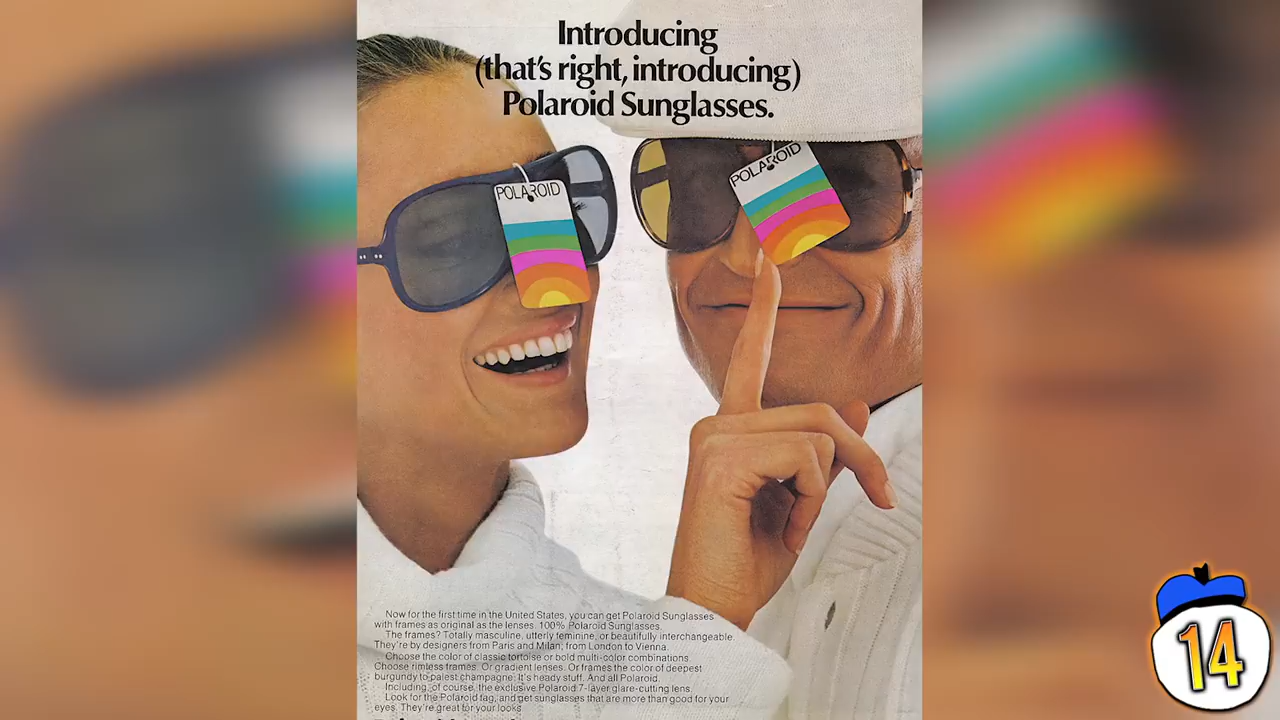 Introducing
(that's right, introducing)
Polaroid Sunglasses.
POLAROID
POLAROID
Now for the first time in the United States, you can get Polaroid Sunglasses
with frames as original as the lenses. 100% Polaroid Sunglasses.
The frames? Totally masculine, utterly feminine, or beautifully interchangeable.
They're by designers from Paris and Milan; from London to Vienna.
Choose the color of classic tortoise or bold multi-color combinations.
Choose rimless frames. Or gradient lenses. Or frames the color of deepest
burgundy to palest champagne. It's heady stuff. And all Polaroid.
Including, of course, the exclusive Polaroid 7-layer glare-cutting lens.
Look for the Polaroid tag, and get sunglasses that are more than good for your
eyes. They're great for your looks.
14